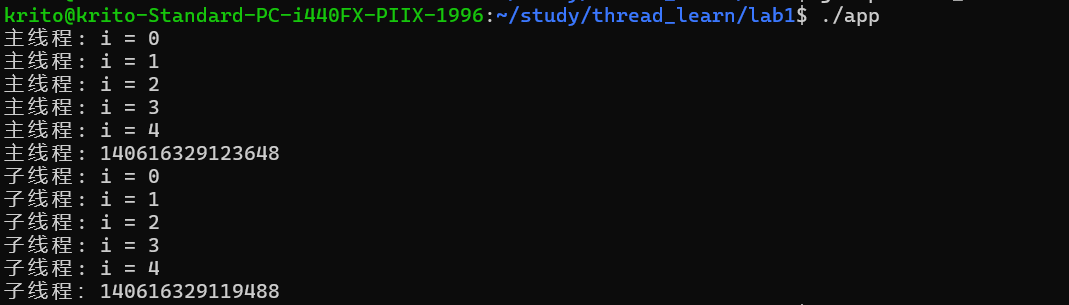 krito@krito-Standard-PC-i440FX-PIIX-1996:~/study/thread_learn/lab1$ ./app
主线程: i = 0
主线程: i = 1
主线程: i = 2
主线程: i = 3
主线程: i = 4
主线程: 140616329123648
子线程: i = 0
子线程: i = 1
子线程: i = 2
子线程: i = 3
子线程: i = 4
子线程: 140616329119488